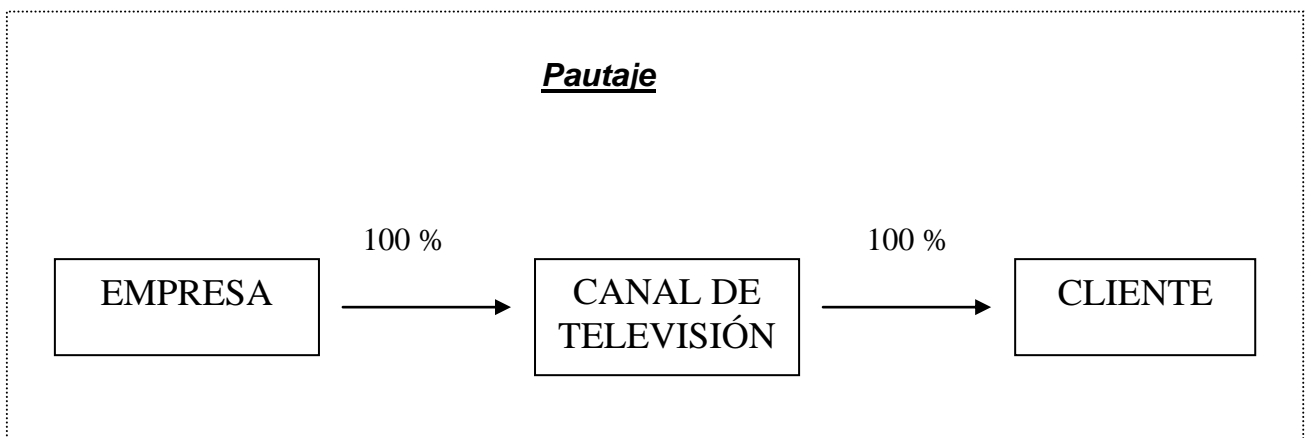 Pautaje
100 %
100 %
EMPRESA
CANAL DE
TELEVISIÓN
CLIENTE